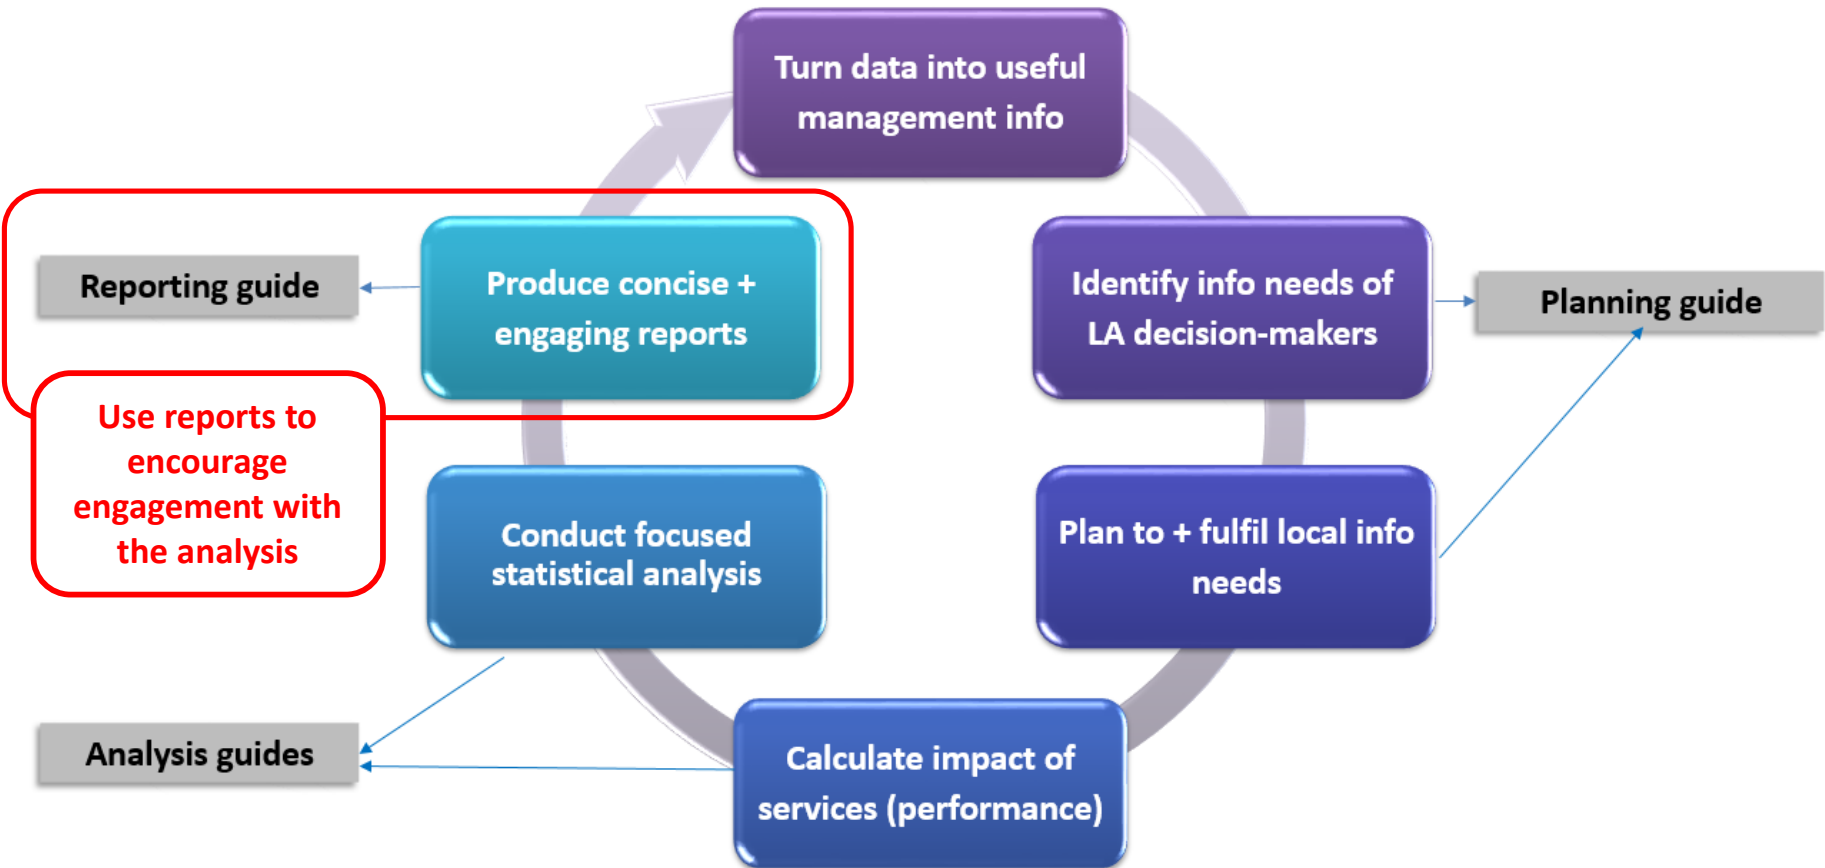 Turn data into useful
management info
Reporting guide
Produce concise +
engaging reports
Identify info needs of
LA decision-makers
Planning guide
Use reports to
encourage
engagement with
the analysis
Conduct focused
statistical analysis
Plan to + fulfil local info
needs
Analysis guides
Calculate impact of
services (performance)